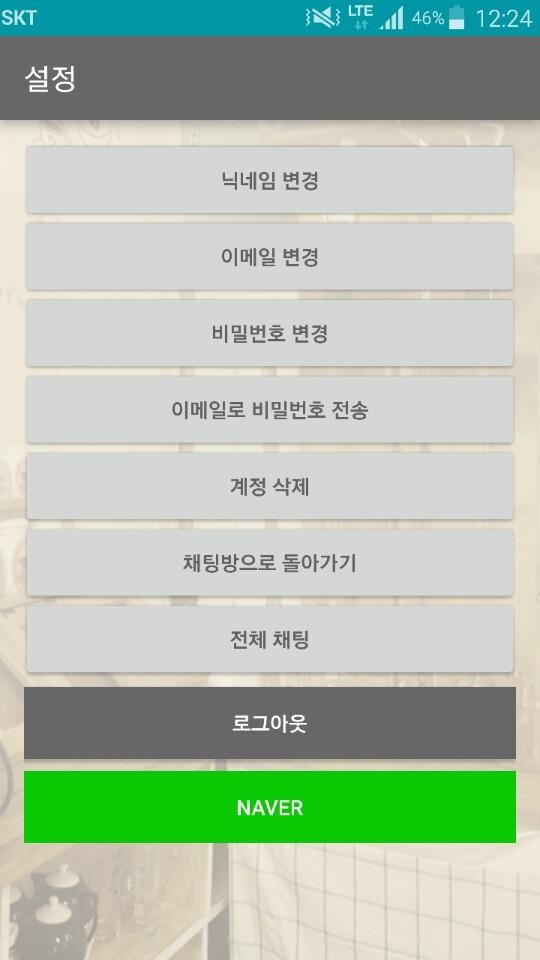 SKT LTE 46% 12:24
설정
닉네임 변경
이메일 변경
비밀번호 변경
이메일로 비밀번호 전송
계정 삭제
채팅방으로 돌아가기
전체 채팅
로그아웃
NAVER